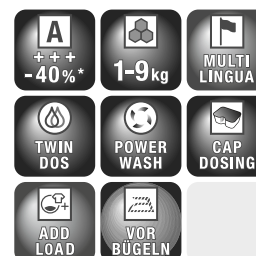 A
+++
-40%*
1-9kg
MULTI
LINGUA
TWIN
DOS
POWER
WASH
CAP
DOSING
ADD
LOAD
VOR
BÜGELN